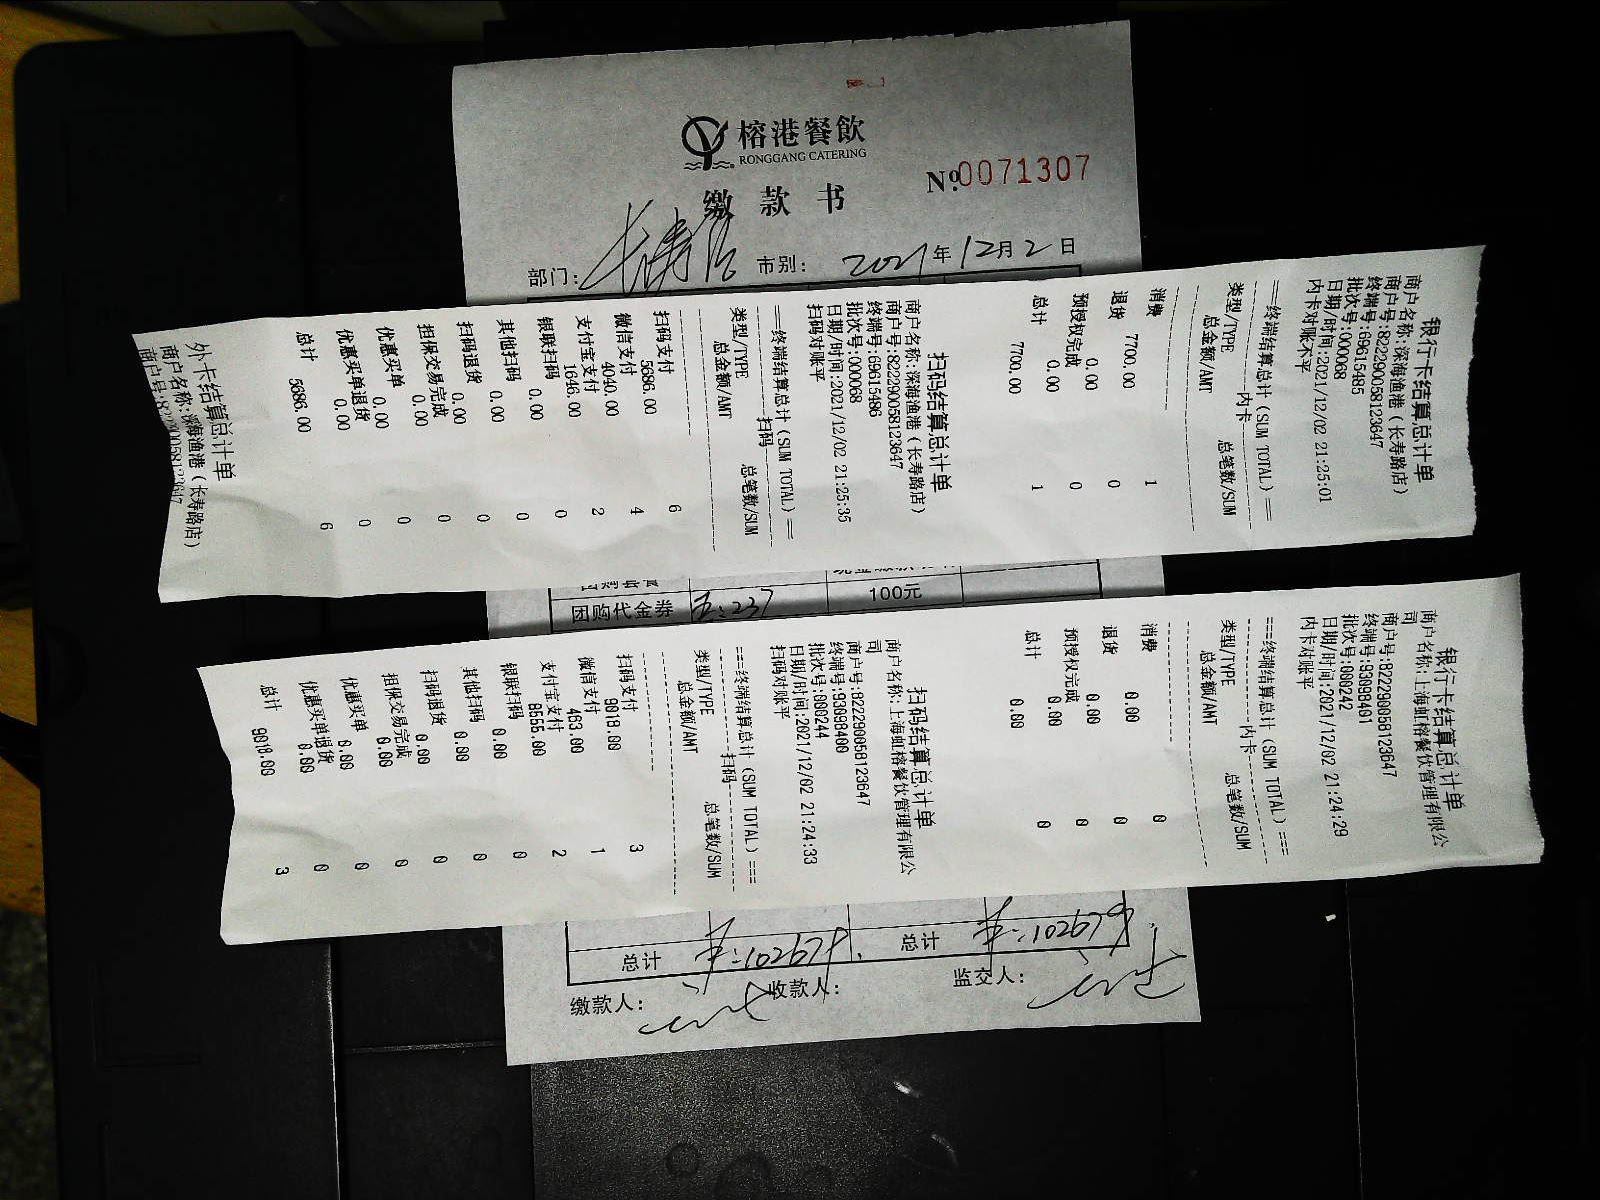 榕港餐飲
RONGGANG CATERING
缴款书
№0071307
部门: 长寿店 市别: 2021年12月2日
银行卡结算总计单
商户名称:深海渔港(长寿路店)
商户号:822290058123647
终端号:69615485
批次号:000068
日期/时间:2021/12/02 21:25:01
内卡对账不平
==终端结算总计(SUM TOTAL)==
内卡
类型/TYPE 总笔数/SUM
总金额/AMT
消费 1
7700.00
退货 0
0.00
预授权完成 0
0.00
总计 1
7700.00
扫码结算总计单
商户名称:深海渔港(长寿路店)
商户号:822290058123647
终端号:69615486
批次号:000068
日期/时间:2021/12/02 21:25:35
扫码对账平
==终端结算总计(SUM TOTAL)==
扫码
类型/TYPE 总笔数/SUM
总金额/AMT
扫码支付 6
5686.00
微信支付 4
4040.00
支付宝支付 2
1646.00
银联扫码 0
0.00
其他扫码 0
0.00
扫码退货 0
0.00
担保交易完成 0
0.00
优惠买单 0
0.00
优惠买单退货 0
0.00
总计 6
5686.00
外卡结算总计单
商户名称:深海渔港(长寿路店)
商户号:822290058123647
团购代金券 ¥:237 100元
银行卡结算总计单
商户名称:上海虹榕餐饮管理有限公
司
商户号:822290058123647
终端号:93098401
批次号:000242
日期/时间:2021/12/02 21:24:29
内卡对账平
===终端结算总计(SUM TOTAL)===
内卡
类型/TYPE 总笔数/SUM
总金额/AMT
消费 0
0.00
退货 0
0.00
预授权完成 0
0.00
总计 0
0.00
扫码结算总计单
商户名称:上海虹榕餐饮管理有限公
司
商户号:822290058123647
终端号:93098400
批次号:000244
日期/时间:2021/12/02 21:24:33
扫码对账平
===终端结算总计(SUM TOTAL)===
扫码
类型/TYPE 总笔数/SUM
总金额/AMT
扫码支付 3
9018.00
微信支付 1
463.00
支付宝支付 2
8555.00
银联扫码 0
0.00
其他扫码 0
0.00
扫码退货 0
0.00
担保交易完成 0
0.00
优惠买单 0
0.00
优惠买单退货 0
0.00
总计 3
9018.00
总计 ¥:102679. 总计 ¥:102679.
缴款人: 收款人: 监交人: